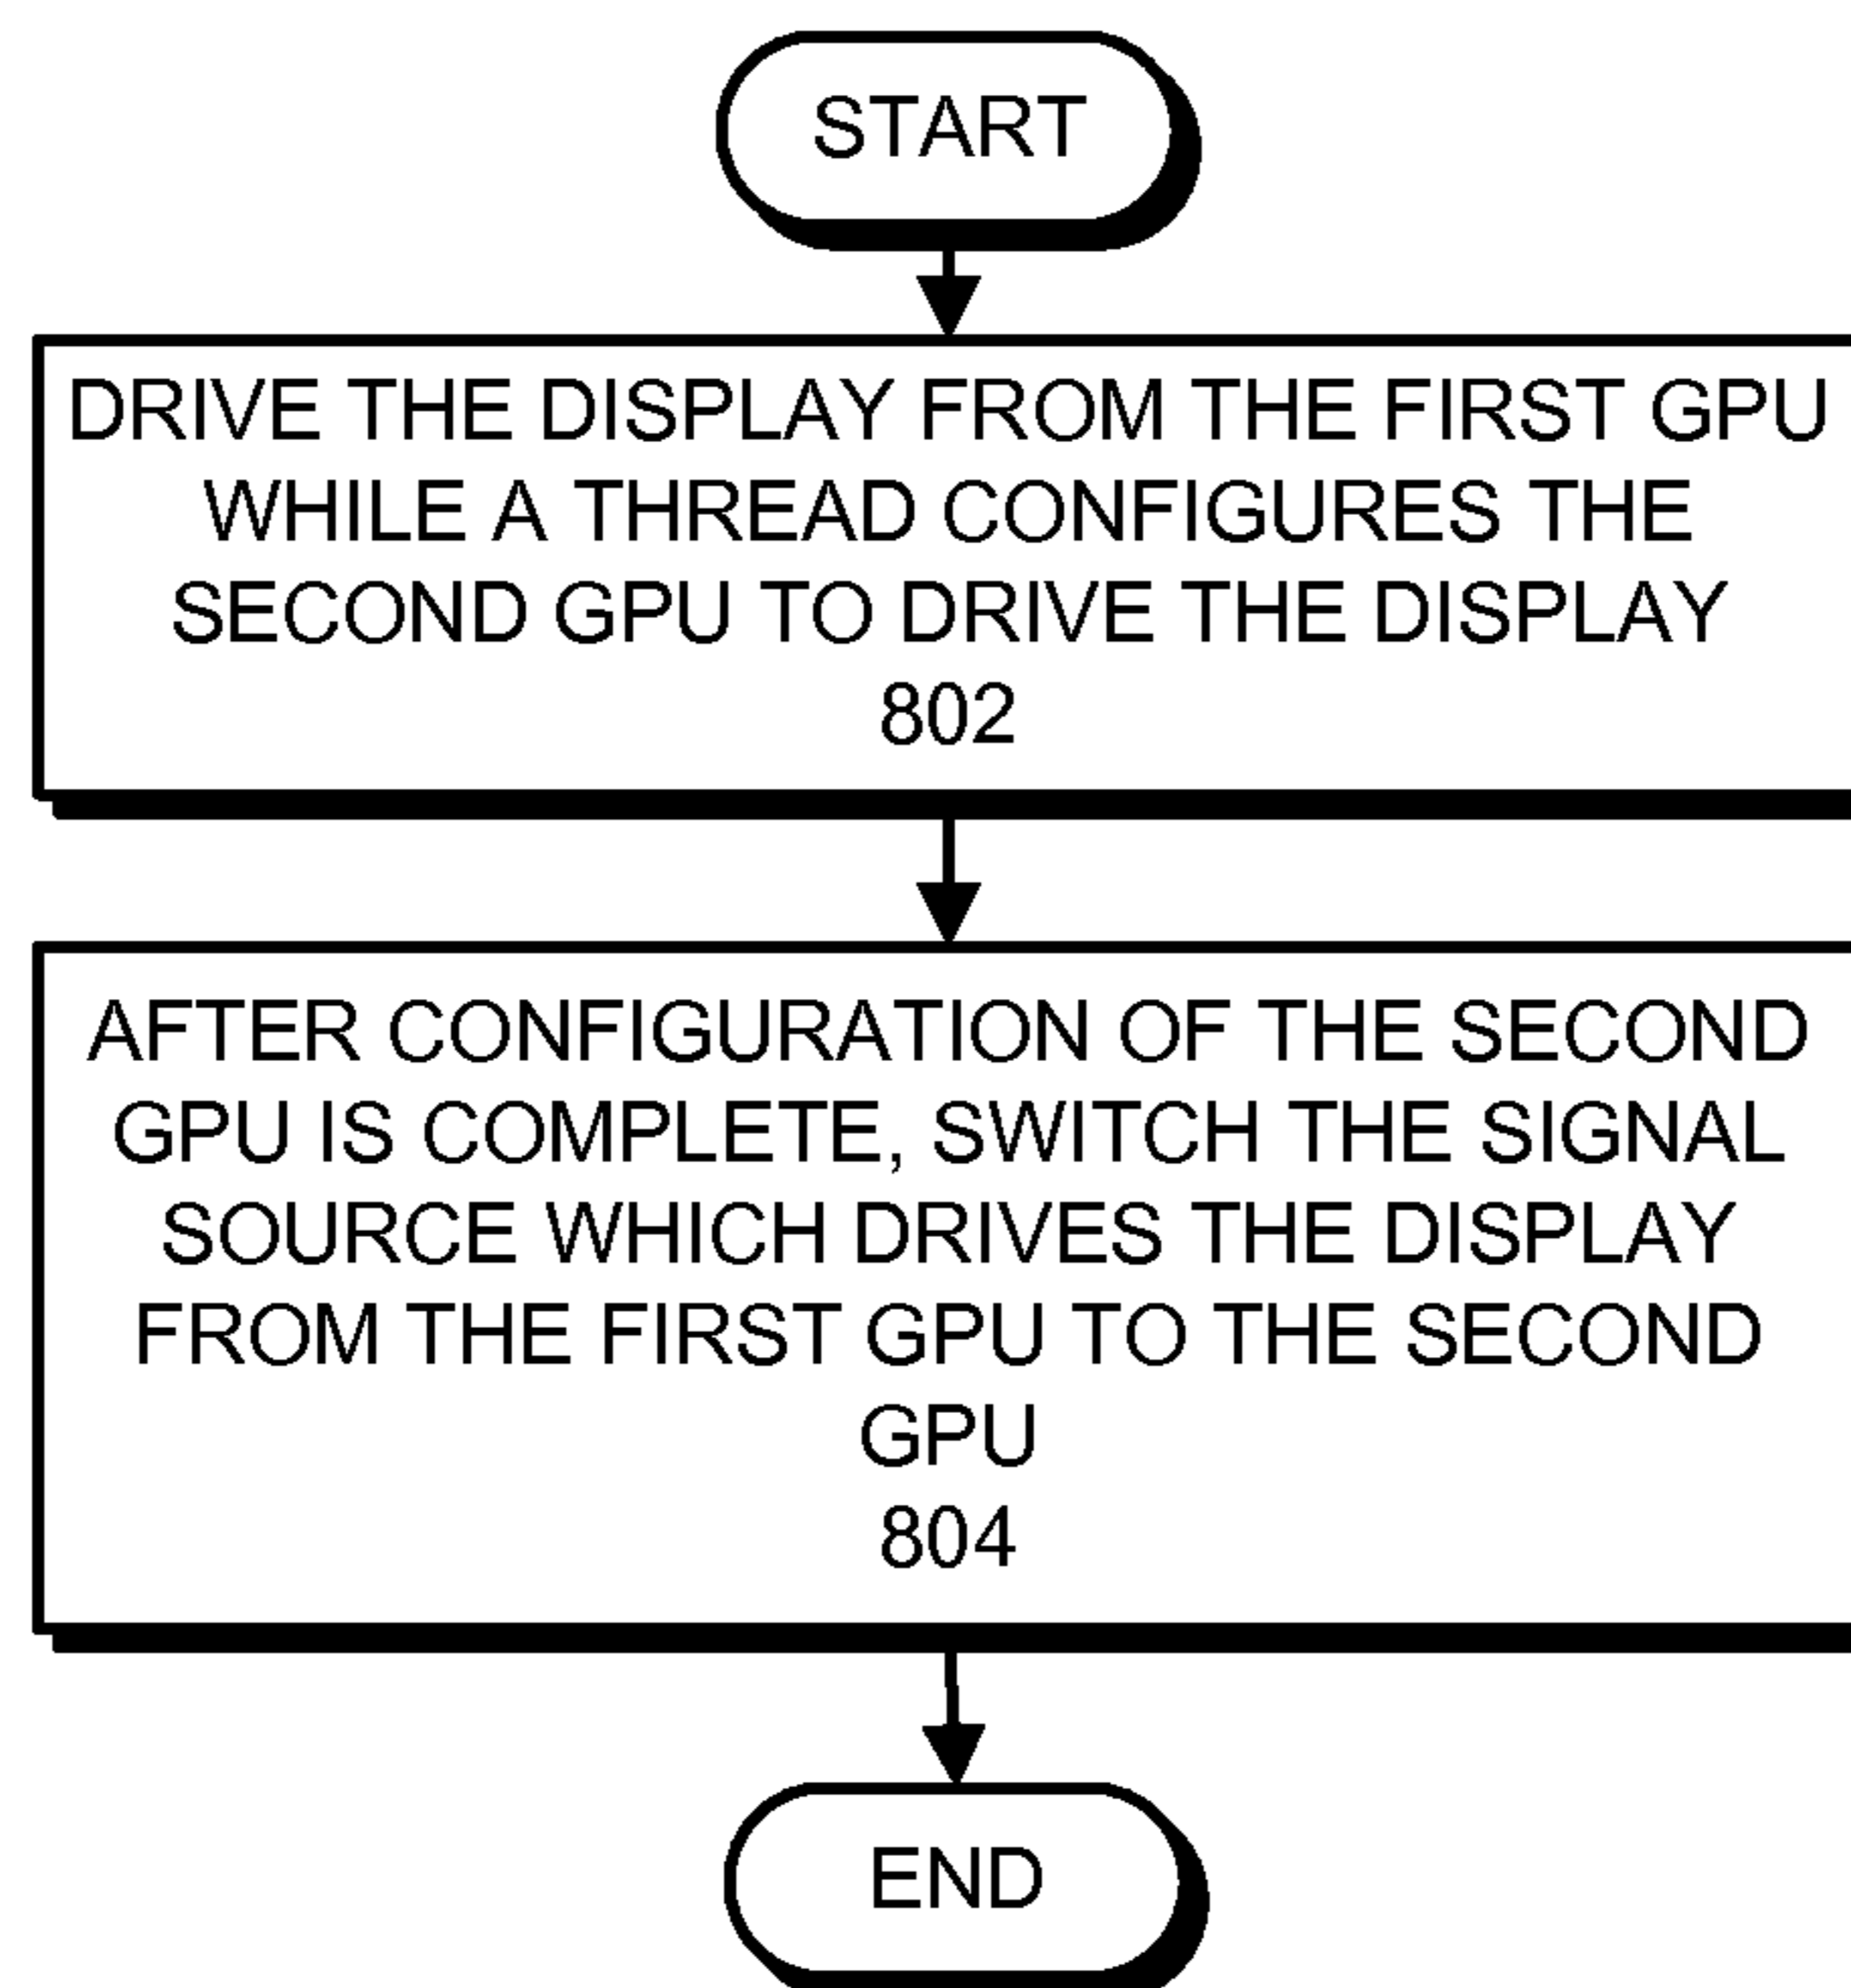 START
DRIVE THE DISPLAY FROM THE FIRST GPU
WHILE A THREAD CONFIGURES THE
SECOND GPU TO DRIVE THE DISPLAY
802
AFTER CONFIGURATION OF THE SECOND
GPU IS COMPLETE, SWITCH THE SIGNAL
SOURCE WHICH DRIVES THE DISPLAY
FROM THE FIRST GPU TO THE SECOND
GPU
804
END